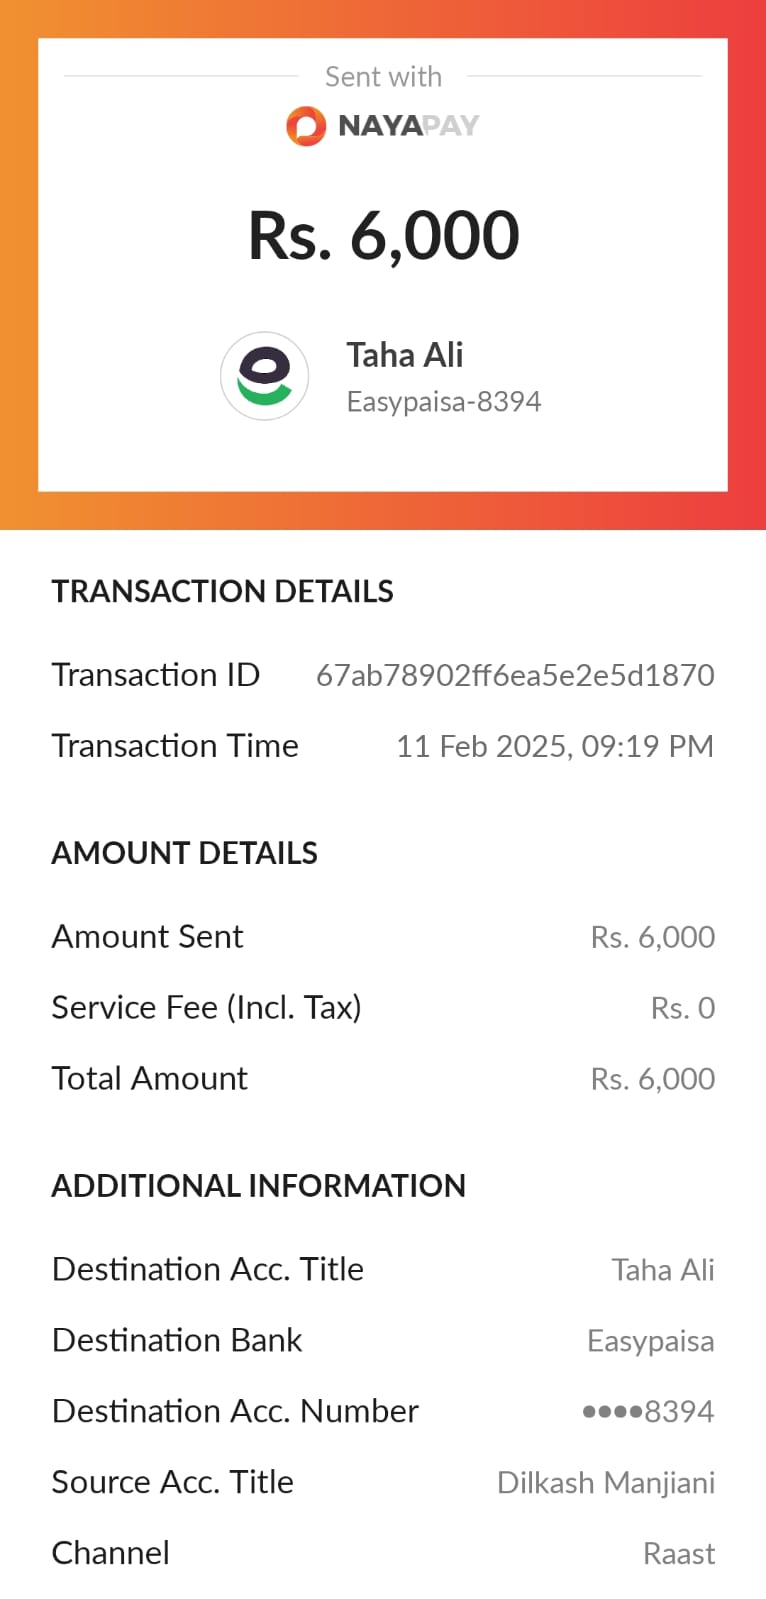 Sent with
NAYAPAY
Rs. 6,000
Taha Ali
Easypaisa-8394
TRANSACTION DETAILS
Transaction ID 67ab78902ff6ea5e2e5d1870
Transaction Time 11 Feb 2025, 09:19 PM
AMOUNT DETAILS
Amount Sent Rs. 6,000
Service Fee (Incl. Tax) Rs. 0
Total Amount Rs. 6,000
ADDITIONAL INFORMATION
Destination Acc. Title Taha Ali
Destination Bank Easypaisa
Destination Acc. Number ••••8394
Source Acc. Title Dilkash Manjiani
Channel Raast